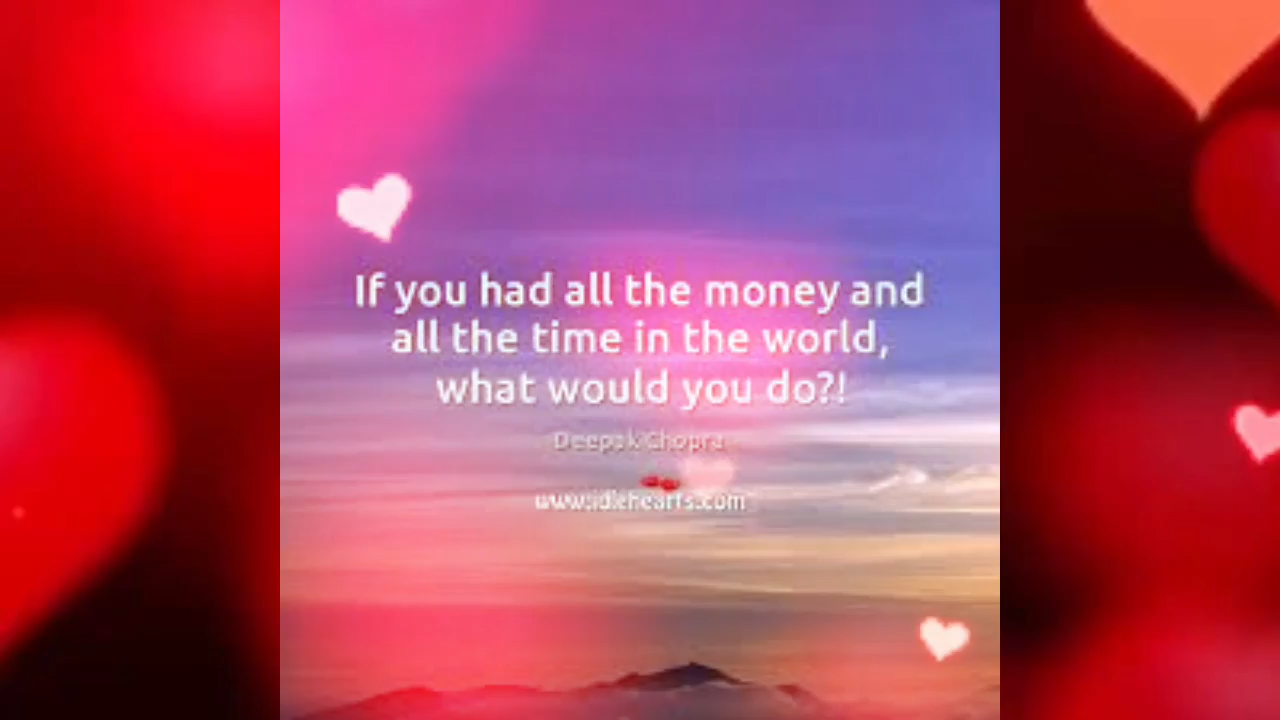 If you had all the money and
all the time in the world,
what would you do?!
Deepak Chopra
www.idlehearts.com